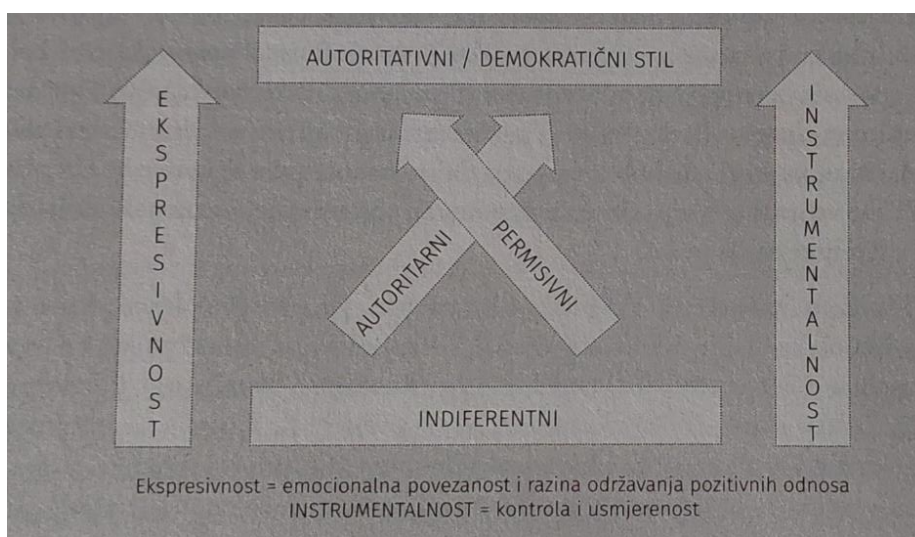 AUTORITATIVNI / DEMOKRATIČNI STIL
EKSPRESIVNOST
INSTRUMENTALNOST
AUTORITARNI
PERMISIVNI
INDIFERENTNI
Ekspresivnost = emocionalna povezanost i razina održavanja pozitivnih odnosa
INSTRUMENTALNOST = kontrola i usmjerenost